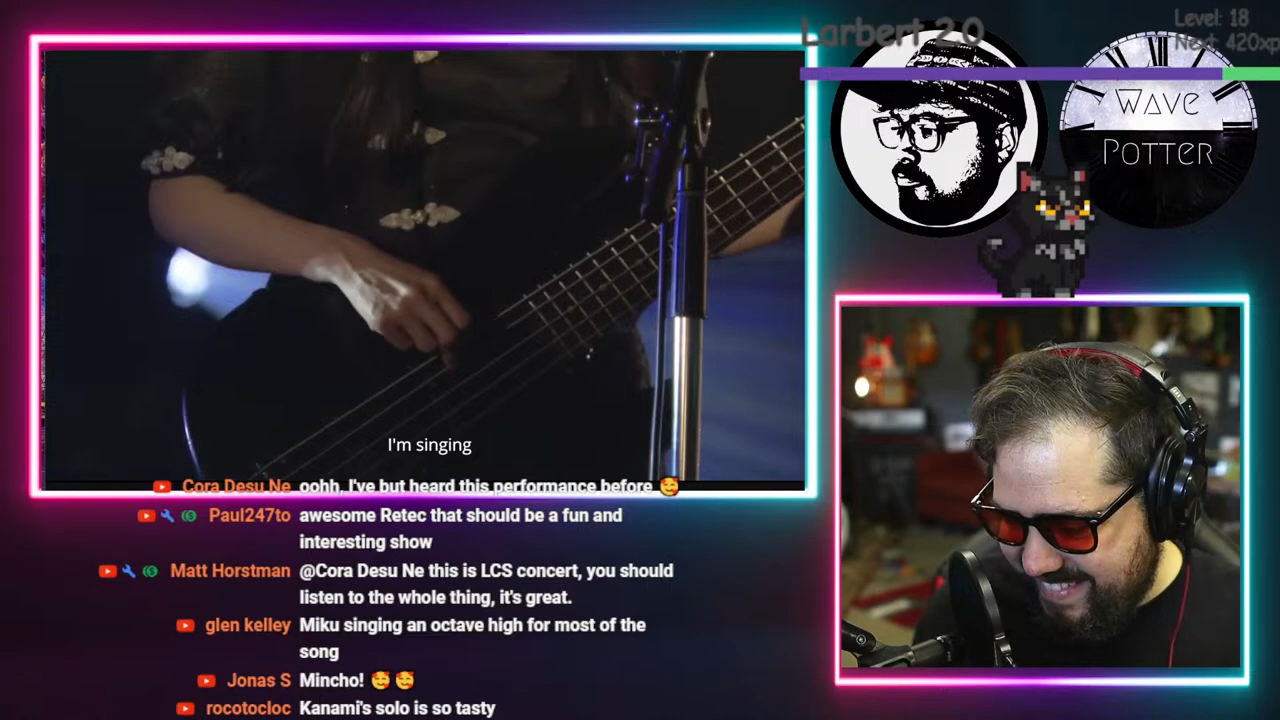 Larbert 2.0
Level: 18
Next: 420xp
WAVE
POTTER
I'm singing
Cora Desu Ne oohh, I've but heard this performance before 🥰
Paul247to awesome Retec that should be a fun and
interesting show
Matt Horstman @Cora Desu Ne this is LCS concert, you should
listen to the whole thing, it's great.
glen kelley Miku singing an octave high for most of the
song
Jonas S Mincho! 🥰 🥰
rocotocloc Kanami's solo is so tasty